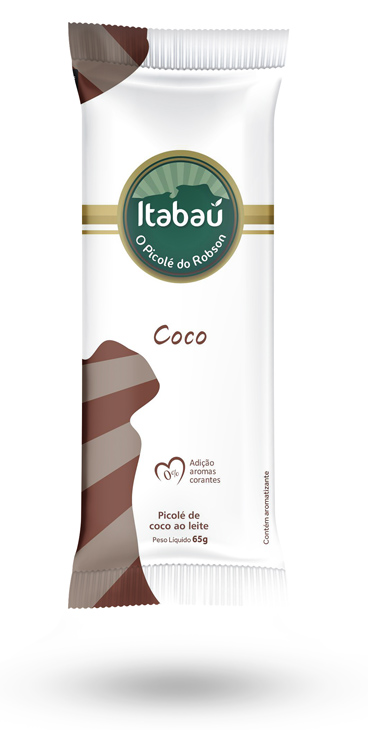 Itabaú
O Picolé do Robson
Coco
0%
Adição
aromas
corantes
Picolé de
coco ao leite
Peso Líquido 65g
Contém aromatizante